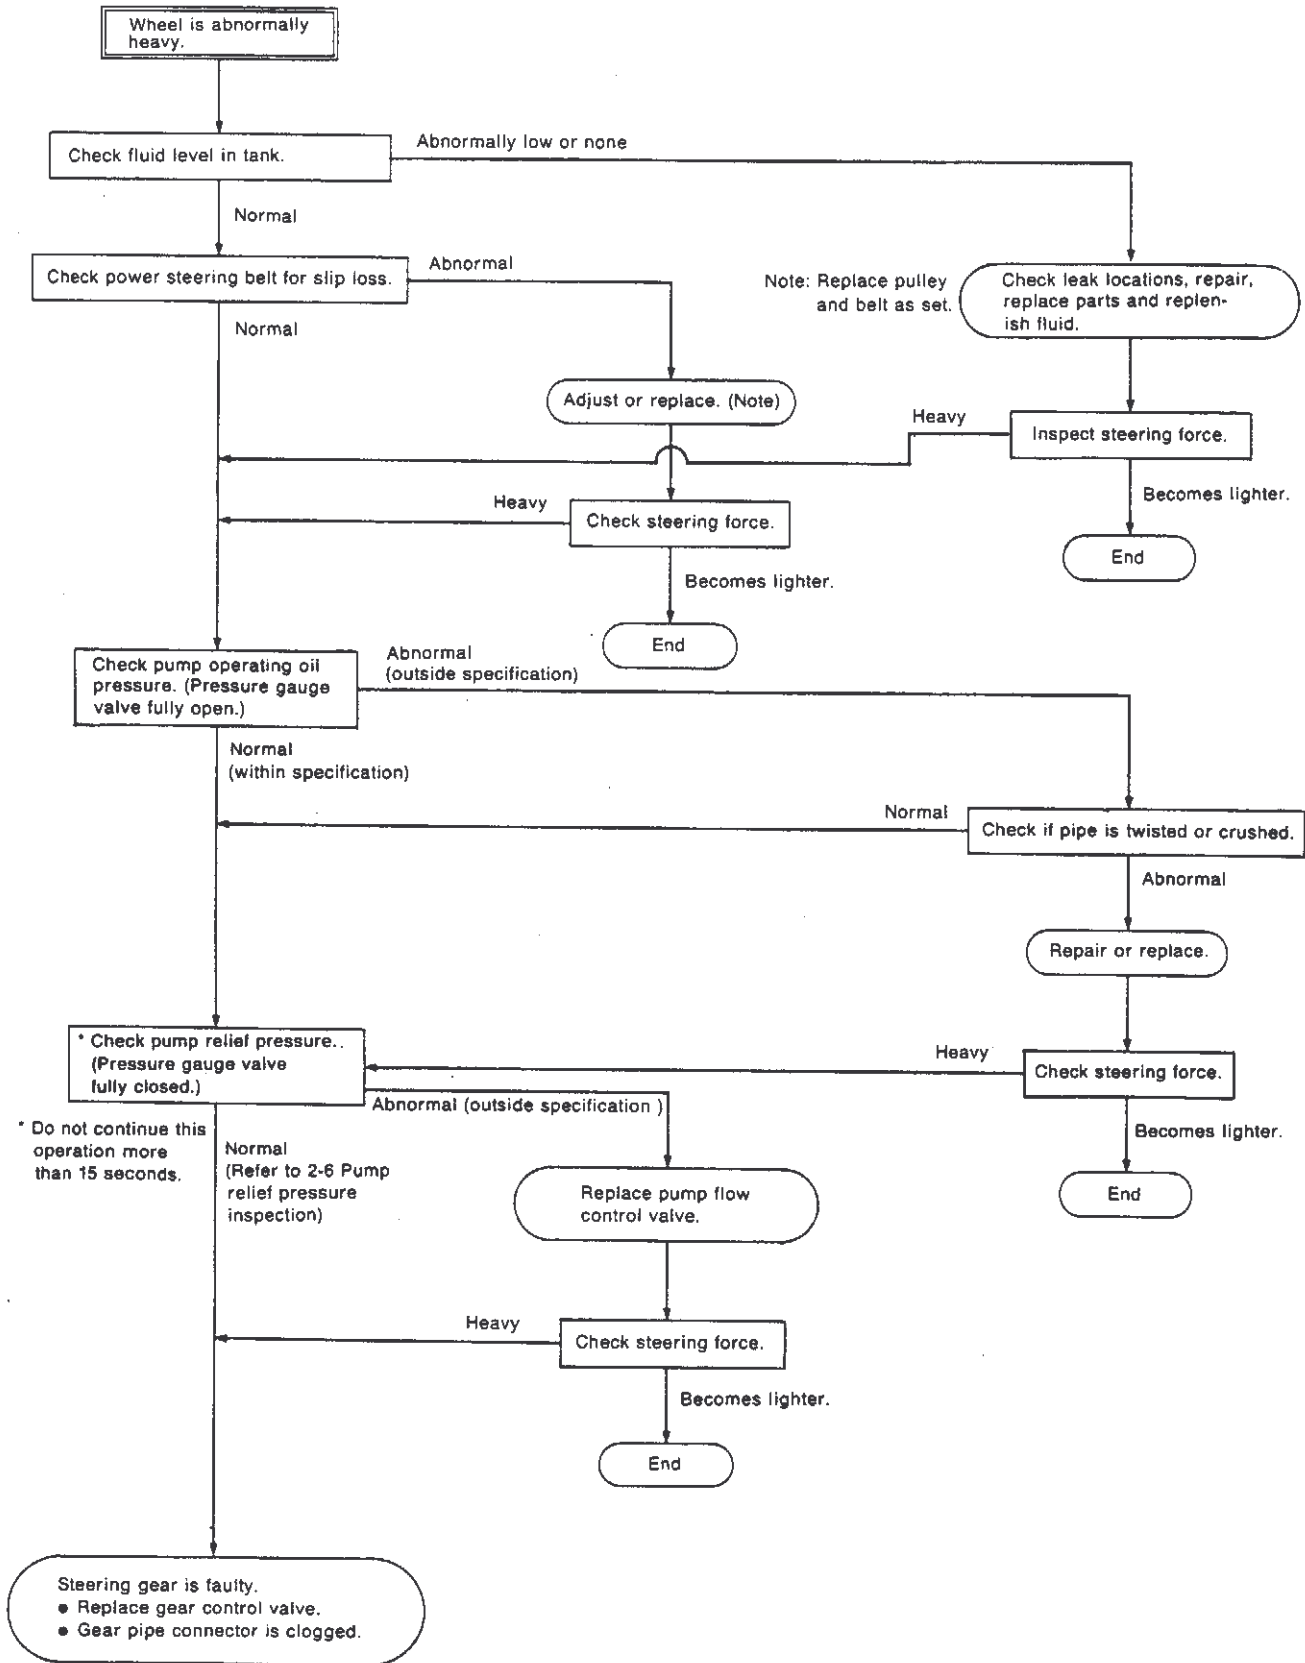 Wheel is abnormally
heavy.
Check fluid level in tank.
Abnormally low or none
Normal
Check power steering belt for slip loss.
Abnormal
Note: Replace pulley
and belt as set.
Check leak locations, repair,
replace parts and replen-
ish fluid.
Normal
Adjust or replace. (Note)
Heavy
Inspect steering force.
Heavy
Check steering force.
Becomes lighter.
End
Becomes lighter.
End
Check pump operating oil
pressure. (Pressure gauge
valve fully open.)
Abnormal
(outside specification)
Normal
(within specification)
Normal
Check if pipe is twisted or crushed.
Abnormal
Repair or replace.
* Check pump relief pressure..
(Pressure gauge valve
fully closed.)
Heavy
Check steering force.
Abnormal (outside specification )
* Do not continue this
operation more
than 15 seconds.
Normal
(Refer to 2-6 Pump
relief pressure
inspection)
Becomes lighter.
End
Replace pump flow
control valve.
Heavy
Check steering force.
Becomes lighter.
End
Steering gear is faulty.
● Replace gear control valve.
● Gear pipe connector is clogged.